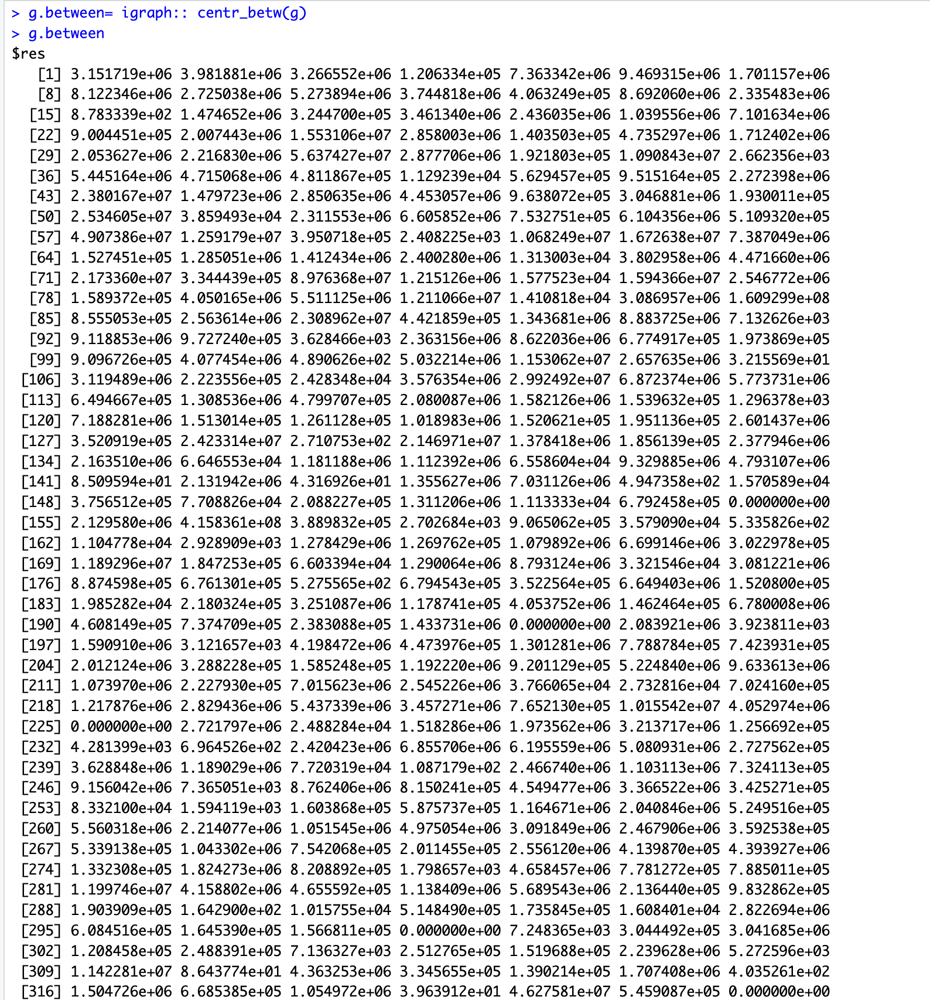 > g.between= igraph:: centr_betw(g)
> g.between
$res
[1] 3.151719e+06 3.981881e+06 3.266552e+06 1.206334e+05 7.363342e+06 9.469315e+06 1.701157e+06
[8] 8.122346e+06 2.725038e+06 5.273894e+06 3.744818e+06 4.063249e+05 8.692060e+06 2.335483e+06
[15] 8.783339e+02 1.474652e+06 3.244700e+05 3.461340e+06 2.436035e+06 1.039556e+06 7.101634e+06
[22] 9.004451e+05 2.007443e+06 1.553106e+07 2.858003e+06 1.403503e+05 4.735297e+06 1.712402e+06
[29] 2.053627e+06 2.216830e+06 5.637427e+07 2.877706e+06 1.921803e+05 1.090843e+07 2.662356e+03
[36] 5.445164e+06 4.715068e+06 4.811867e+05 1.129239e+04 5.629457e+05 9.515164e+05 2.272398e+06
[43] 2.380167e+07 1.479723e+06 2.850635e+06 4.453057e+06 9.638072e+05 3.046881e+06 1.930011e+05
[50] 2.534605e+07 3.859493e+04 2.311553e+06 6.605852e+06 7.532751e+05 6.104356e+06 5.109320e+05
[57] 4.907386e+07 1.259179e+07 3.950718e+05 2.408225e+03 1.068249e+07 1.672638e+07 7.387049e+06
[64] 1.527451e+05 1.285051e+06 1.412434e+06 2.400280e+06 1.313003e+04 3.802958e+06 4.471660e+06
[71] 2.173360e+07 3.344439e+05 8.976368e+07 1.215126e+06 1.577523e+04 1.594366e+07 2.546772e+06
[78] 1.589372e+05 4.050165e+06 5.511125e+06 1.211066e+07 1.410818e+04 3.086957e+06 1.609299e+08
[85] 8.555053e+05 2.563614e+06 2.308962e+07 4.421859e+05 1.343681e+06 8.883725e+06 7.132626e+03
[92] 9.118853e+06 9.727240e+05 3.628466e+03 2.363156e+06 8.622036e+06 6.774917e+05 1.973869e+05
[99] 9.096726e+05 4.077454e+06 4.890626e+02 5.032214e+06 1.153062e+07 2.657635e+06 3.215569e+01
[106] 3.119489e+06 2.223556e+05 2.428348e+04 3.576354e+06 2.992492e+07 6.872374e+06 5.773731e+06
[113] 6.494667e+05 1.308536e+06 4.799707e+05 2.080087e+06 1.582126e+06 1.539632e+05 1.296378e+03
[120] 7.188281e+06 1.513014e+05 1.261128e+05 1.018983e+06 1.520621e+05 1.951136e+05 2.601437e+06
[127] 3.520919e+05 2.423314e+07 2.710753e+02 2.146971e+07 1.378418e+06 1.856139e+05 2.377946e+06
[134] 2.163510e+06 6.646553e+04 1.181188e+06 1.112392e+06 6.558604e+04 9.329885e+06 4.793107e+06
[141] 8.509594e+01 2.131942e+06 4.316926e+01 1.355627e+06 7.031126e+06 4.947358e+02 1.570589e+04
[148] 3.756512e+05 7.708826e+04 2.088227e+05 1.311206e+06 1.113333e+04 6.792458e+05 0.000000e+00
[155] 2.129580e+06 4.158361e+08 3.889832e+05 2.702684e+03 9.065062e+05 3.579090e+04 5.335826e+02
[162] 1.104778e+04 2.928909e+03 1.278429e+06 1.269762e+05 1.079892e+06 6.699146e+06 3.022978e+05
[169] 1.189296e+07 1.847253e+05 6.603394e+04 1.290064e+06 8.793124e+06 3.321546e+04 3.081221e+06
[176] 8.874598e+05 6.761301e+05 5.275565e+02 6.794543e+05 3.522564e+05 6.649403e+06 1.520800e+05
[183] 1.985282e+04 2.180324e+05 3.251087e+06 1.178741e+05 4.053752e+06 1.462464e+05 6.780008e+06
[190] 4.608149e+05 7.374709e+05 2.383088e+05 1.433731e+06 0.000000e+00 2.083921e+06 3.923811e+03
[197] 1.590910e+06 3.121657e+03 4.198472e+06 4.473976e+05 1.301281e+06 7.788784e+05 7.423931e+05
[204] 2.012124e+06 3.288228e+05 1.585248e+05 1.192220e+06 9.201129e+05 5.224840e+06 9.633613e+06
[211] 1.073970e+06 2.227930e+05 7.015623e+06 2.545226e+06 3.766065e+04 2.732816e+04 7.024160e+05
[218] 1.217876e+06 2.829436e+06 5.437339e+06 3.457271e+06 7.652130e+05 1.015542e+07 4.052974e+06
[225] 0.000000e+00 2.721797e+06 2.488284e+04 1.518286e+06 1.973562e+06 3.213717e+06 1.256692e+05
[232] 4.281399e+03 6.964526e+02 2.420423e+06 6.855706e+06 6.195559e+06 5.080931e+06 2.727562e+05
[239] 3.628848e+06 1.189029e+06 7.720319e+04 1.087179e+02 2.466740e+06 1.103113e+06 7.324113e+05
[246] 9.156042e+06 7.365051e+03 8.762406e+06 8.150241e+05 4.549477e+06 3.366522e+06 3.425271e+05
[253] 8.332100e+04 1.594119e+03 1.603868e+05 5.875737e+05 1.164671e+06 2.040846e+06 5.249516e+05
[260] 5.560318e+06 2.214077e+06 1.051545e+06 4.975054e+06 3.091849e+06 2.467906e+06 3.592538e+05
[267] 5.339138e+05 1.043302e+06 7.542068e+05 2.011455e+05 2.556120e+06 4.139870e+05 4.393927e+06
[274] 1.332308e+05 1.824273e+06 8.208892e+05 1.798657e+03 4.658457e+06 7.781272e+05 7.885011e+05
[281] 1.199746e+07 4.158802e+06 4.655592e+05 1.138409e+06 5.689543e+06 2.136440e+05 9.832862e+05
[288] 1.903909e+05 1.642900e+02 1.015755e+04 5.148490e+05 1.735845e+05 1.608401e+04 2.822694e+06
[295] 6.084516e+05 1.645390e+05 1.566811e+05 0.000000e+00 7.248365e+03 3.044492e+05 3.041685e+06
[302] 1.208458e+05 2.488391e+05 7.136327e+03 2.512765e+05 1.519688e+05 2.239628e+06 5.272596e+03
[309] 1.142281e+07 8.643774e+01 4.363253e+06 3.345655e+05 1.390214e+05 1.707408e+06 4.035261e+02
[316] 1.504726e+06 6.685385e+05 1.054972e+06 3.963912e+01 4.627581e+07 5.459087e+05 0.000000e+00